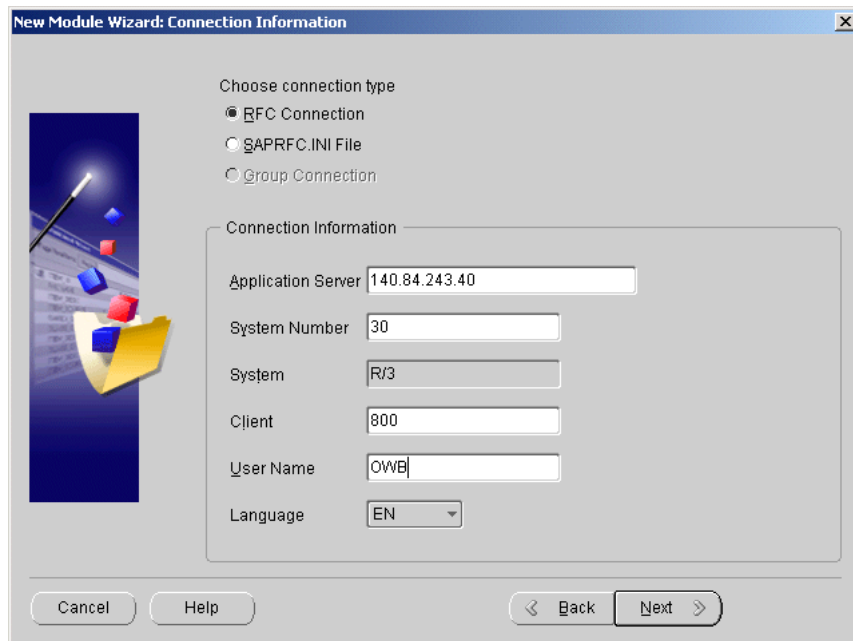 New Module Wizard: Connection Information
Choose connection type
RFC Connection
SAPRFC.INI File
Group Connection
Connection Information
Application Server 140.84.243.40
System Number 30
System R/3
Client 800
User Name OWB
Language EN
Cancel Help Back Next